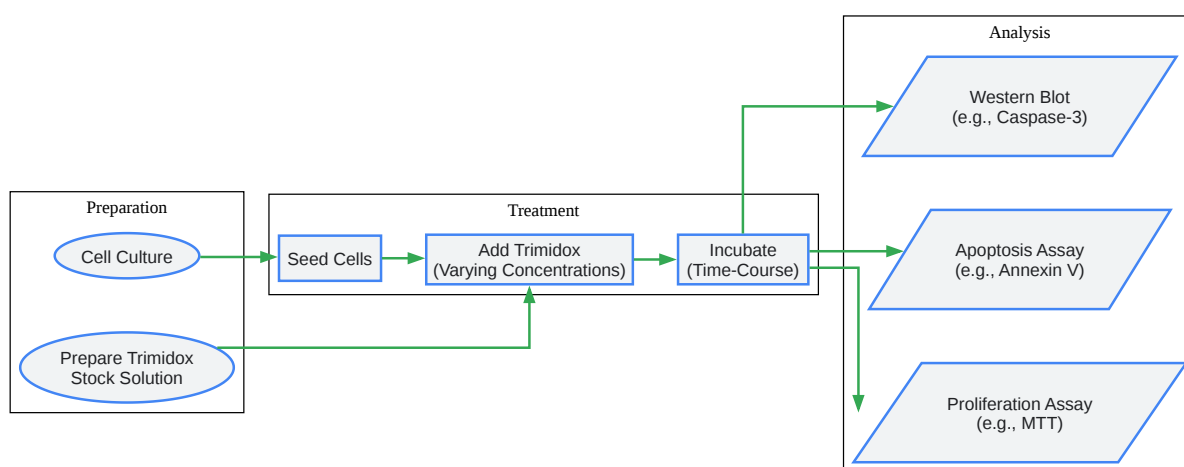 Preparation
Cell Culture
Prepare Trimidox
Stock Solution
Treatment
Seed Cells
Add Trimidox
(Varying Concentrations)
Incubate
(Time-Course)
Analysis
Western Blot
(e.g., Caspase-3)
Apoptosis Assay
(e.g., Annexin V)
Proliferation Assay
(e.g., MTT)